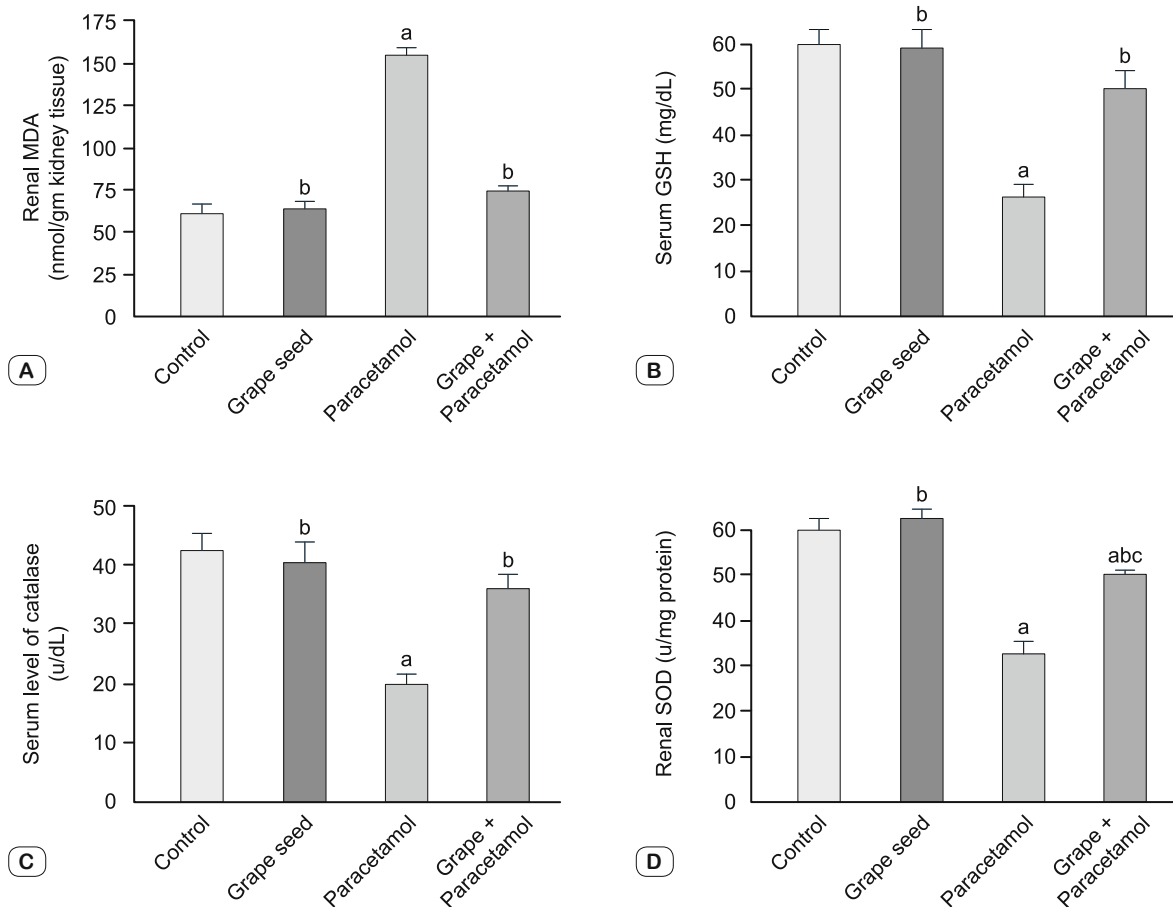 Renal MDA
(nmol/gm kidney tissue)
175
150
125
100
75
50
25
0
a
b
b
Control
Grape seed
Paracetamol
Grape +
Paracetamol
A
Serum GSH (mg/dL)
60
50
40
30
20
10
0
b
a
b
Control
Grape seed
Paracetamol
Grape +
Paracetamol
B
Serum level of catalase
(u/dL)
50
40
30
20
10
0
b
a
b
Control
Grape seed
Paracetamol
Grape +
Paracetamol
C
Renal SOD (u/mg protein)
60
50
40
30
20
10
0
b
a
abc
Control
Grape seed
Paracetamol
Grape +
Paracetamol
D